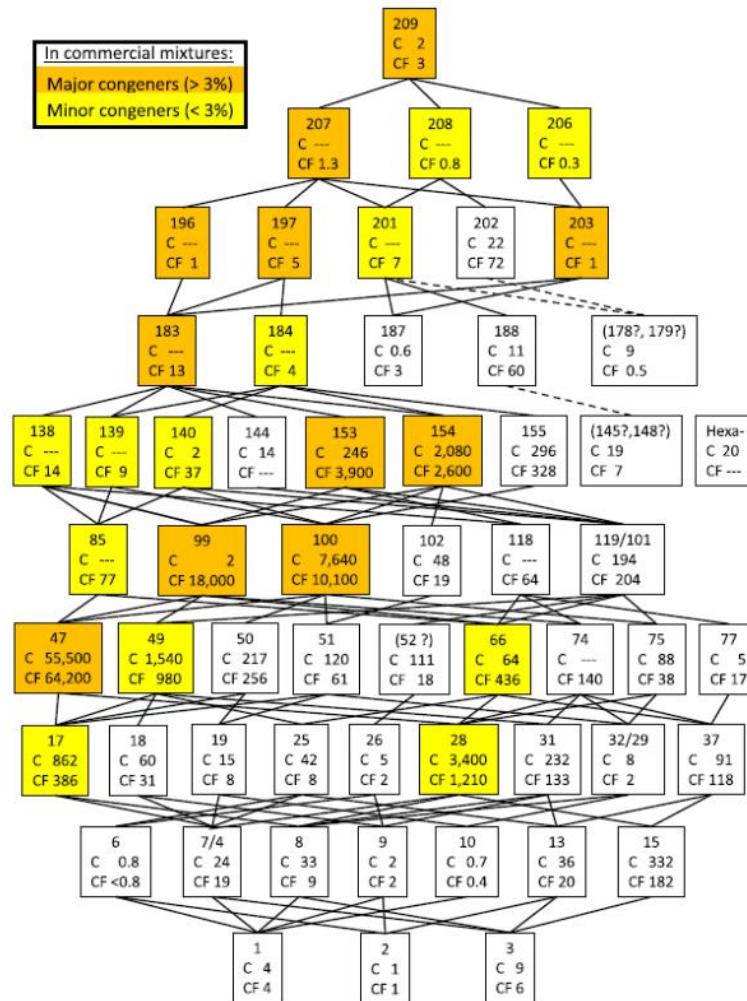 In commercial mixtures:
Major congeners (> 3%)
Minor congeners (< 3%)
209
C 2
CF 3
207
C ---
CF 1.3
208
C ---
CF 0.8
206
C ---
CF 0.3
196
C ---
CF 1
197
C ---
CF 5
201
C ---
CF 7
202
C 22
CF 72
203
C ---
CF 1
183
C ---
CF 13
184
C ---
CF 4
187
C 0.6
CF 3
188
C 11
CF 60
(178?, 179?)
C 9
CF 0.5
138
C ---
CF 14
139
C ---
CF 9
140
C 2
CF 37
144
C 14
CF ---
153
C 246
CF 3,900
154
C 2,080
CF 2,600
155
C 296
CF 328
(145?,148?)
C 19
CF 7
Hexa-
C 20
CF ---
85
C ---
CF 77
99
C 2
CF 18,000
100
C 7,640
CF 10,100
102
C 48
CF 19
118
C ---
CF 64
119/101
C 194
CF 204
47
C 55,500
CF 64,200
49
C 1,540
CF 980
50
C 217
CF 256
51
C 120
CF 61
(52 ?)
C 111
CF 18
66
C 64
CF 436
74
C ---
CF 140
75
C 88
CF 38
77
C 5
CF 17
17
C 862
CF 386
18
C 60
CF 31
19
C 15
CF 8
25
C 42
CF 8
26
C 5
CF 2
28
C 3,400
CF 1,210
31
C 232
CF 133
32/29
C 8
CF 2
37
C 91
CF 118
6
C 0.8
CF <0.8
7/4
C 24
CF 19
8
C 33
CF 9
9
C 2
CF 2
10
C 0.7
CF 0.4
13
C 36
CF 20
15
C 332
CF 182
1
C 4
CF 4
2
C 1
CF 1
3
C 9
CF 6